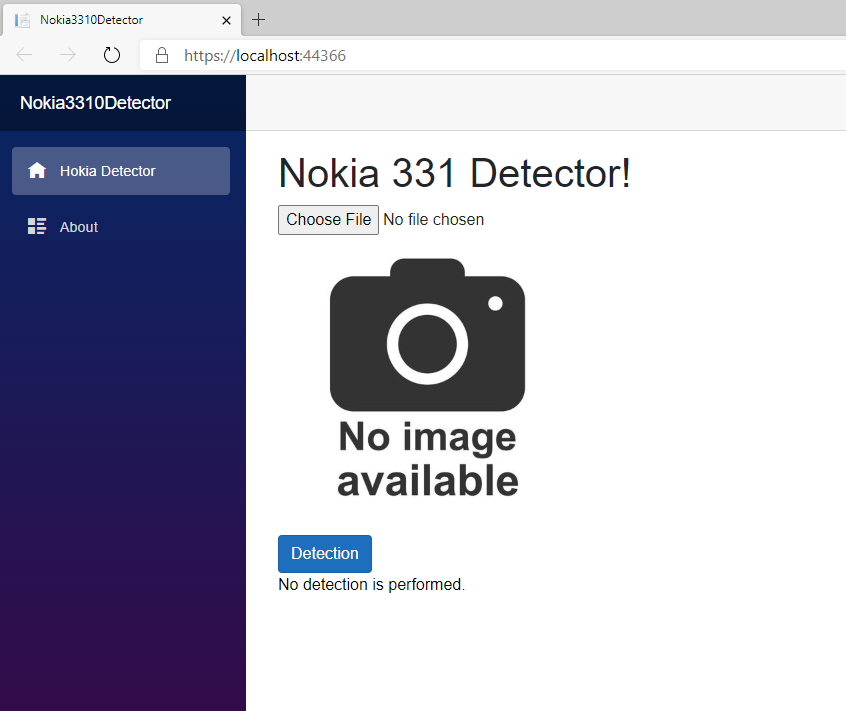 Nokia3310Detector
https://localhost:44366
Nokia3310Detector
Hokia Detector
About
Nokia 331 Detector!
Choose File No file chosen
No image
available
Detection
No detection is performed.